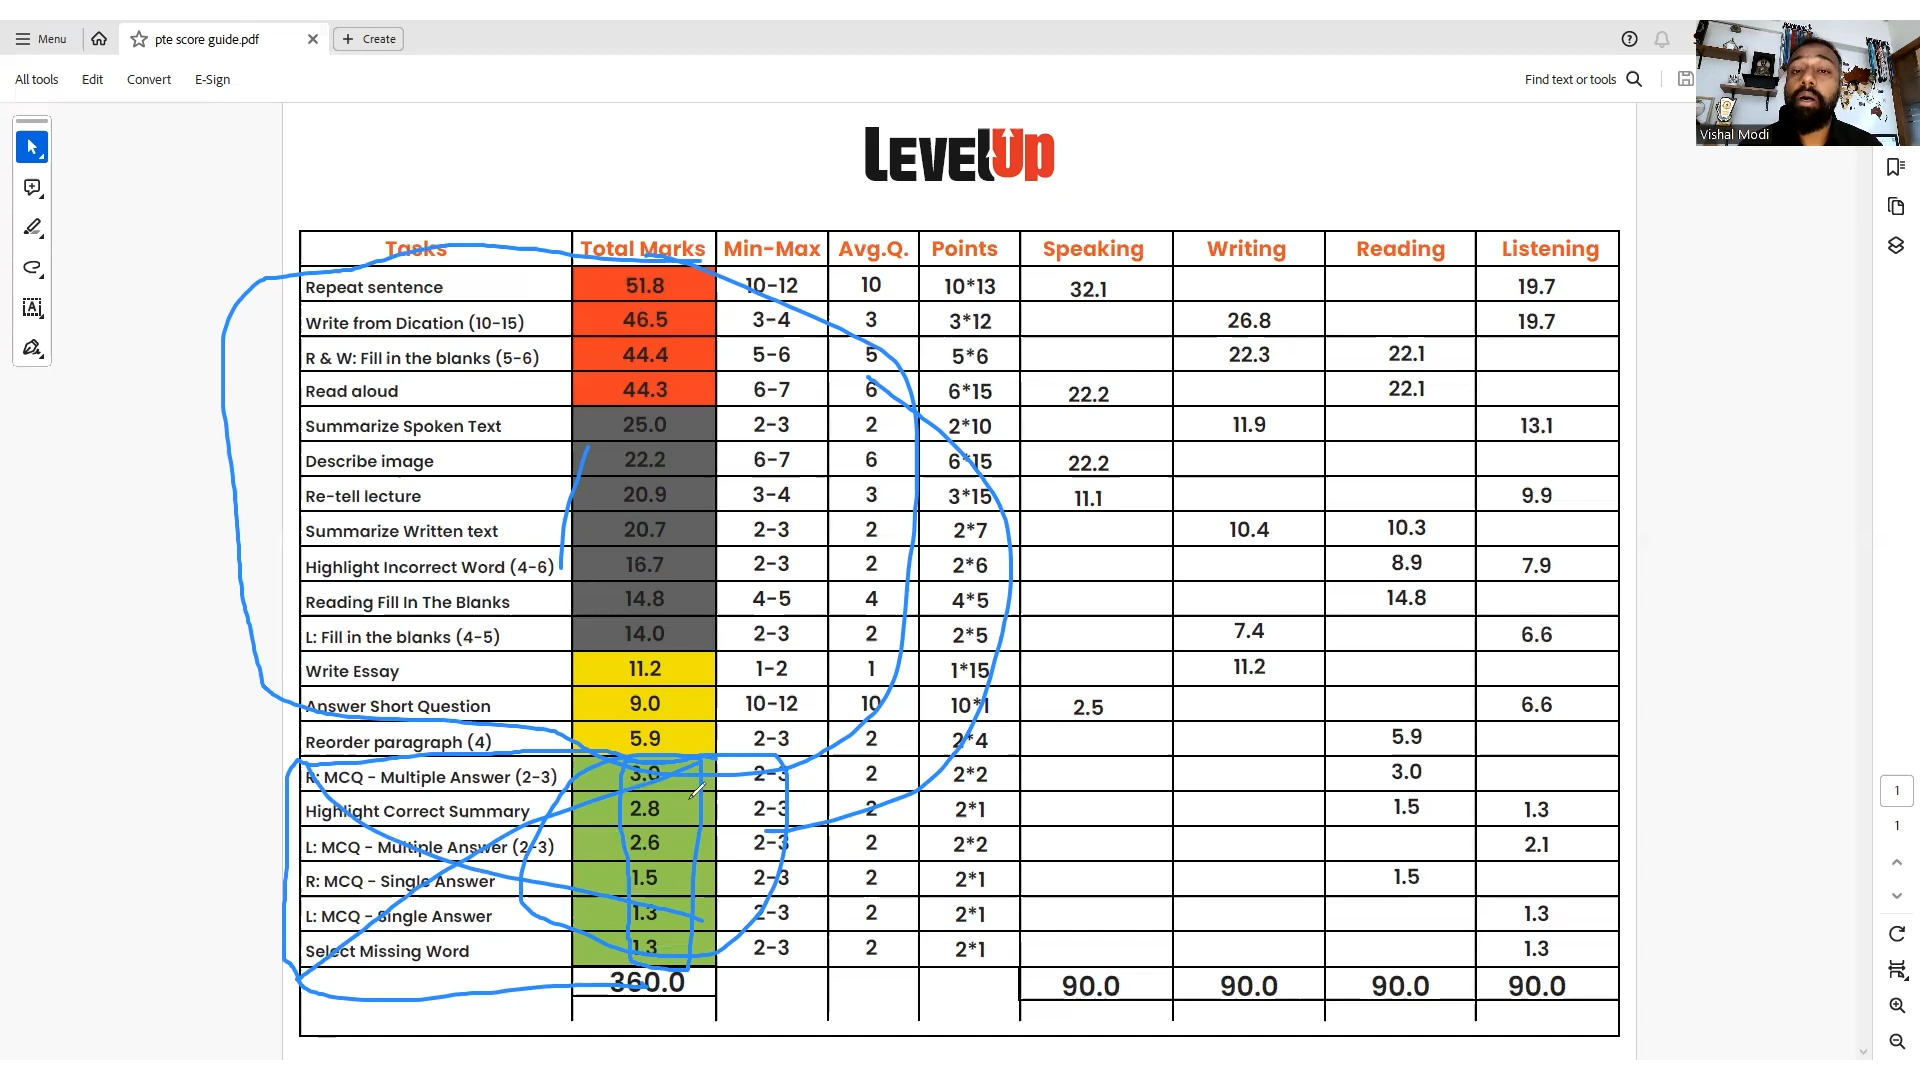 Menu
pte score guide.pdf
Create
All tools Edit Convert E-Sign
Find text or tools
Vishal Modi
LEVELUp
Tasks Total Marks Min-Max Avg.Q. Points Speaking Writing Reading Listening
Repeat sentence 51.8 10-12 10 10*13 32.1 19.7
Write from Dication (10-15) 46.5 3-4 3 3*12 26.8 19.7
R & W: Fill in the blanks (5-6) 44.4 5-6 5 5*6 22.3 22.1
Read aloud 44.3 6-7 6 6*15 22.2 22.1
Summarize Spoken Text 25.0 2-3 2 2*10 11.9 13.1
Describe image 22.2 6-7 6 6*15 22.2
Re-tell lecture 20.9 3-4 3 3*15 11.1 9.9
Summarize Written text 20.7 2-3 2 2*7 10.4 10.3
Highlight Incorrect Word (4-6) 16.7 2-3 2 2*6 8.9 7.9
Reading Fill In The Blanks 14.8 4-5 4 4*5 14.8
L: Fill in the blanks (4-5) 14.0 2-3 2 2*5 7.4 6.6
Write Essay 11.2 1-2 1 1*15 11.2
Answer Short Question 9.0 10-12 10 10*1 2.5 6.6
Reorder paragraph (4) 5.9 2-3 2 2*4 5.9
R: MCQ - Multiple Answer (2-3) 3.0 2-3 2 2*2 3.0
Highlight Correct Summary 2.8 2-3 2 2*1 1.5 1.3
L: MCQ - Multiple Answer (2-3) 2.6 2-3 2 2*2 2.1
R: MCQ - Single Answer 1.5 2-3 2 2*1 1.5
L: MCQ - Single Answer 1.3 2-3 2 2*1 1.3
Select Missing Word 1.3 2-3 2 2*1 1.3
360.0 90.0 90.0 90.0 90.0
1
1